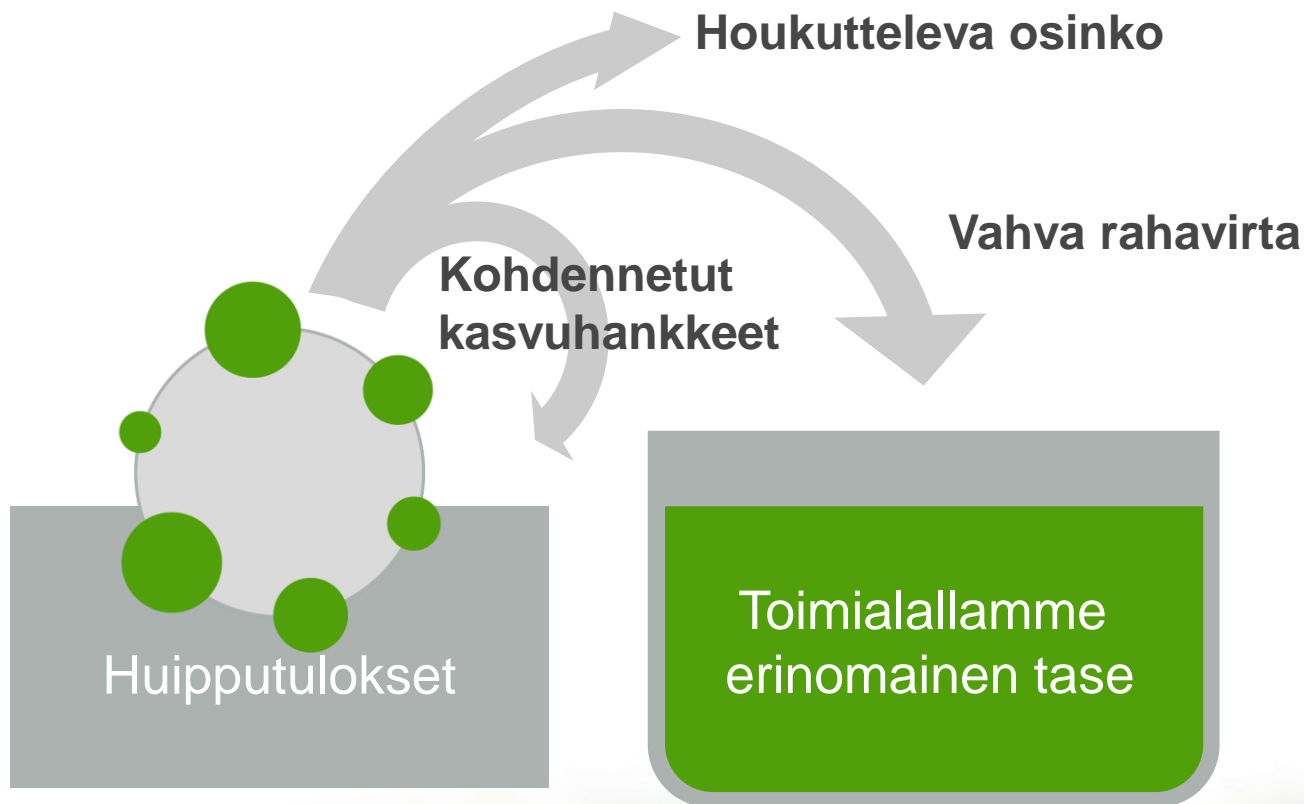 Houkutteleva osinko
Vahva rahavirta
Kohdennetut
kasvuhankkeet
Huipputulokset
Toimialallamme
erinomainen tase